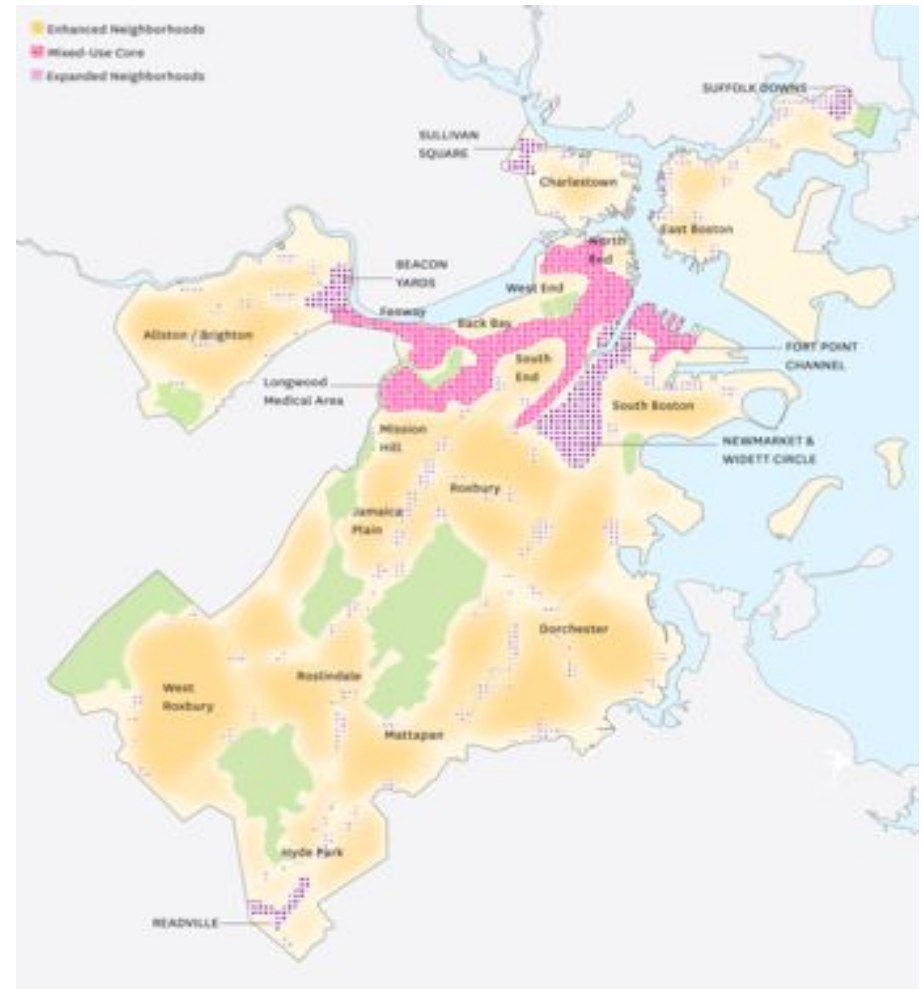 Enhanced Neighborhoods
Mixed-Use Core
Expanded Neighborhoods
SUFFOLK DOWNS
SULLIVAN
SQUARE
Charlestown
East Boston
North
End
BEACON
YARDS
West End
Fenway
Back Bay
Allston / Brighton
South
End
FORT POINT
CHANNEL
Longwood
Medical Area
South Boston
Mission
Hill
NEWMARKET &
WIDETT CIRCLE
Roxbury
Jamaica
Plain
Dorchester
Roslindale
West
Roxbury
Mattapan
Hyde Park
READVILLE